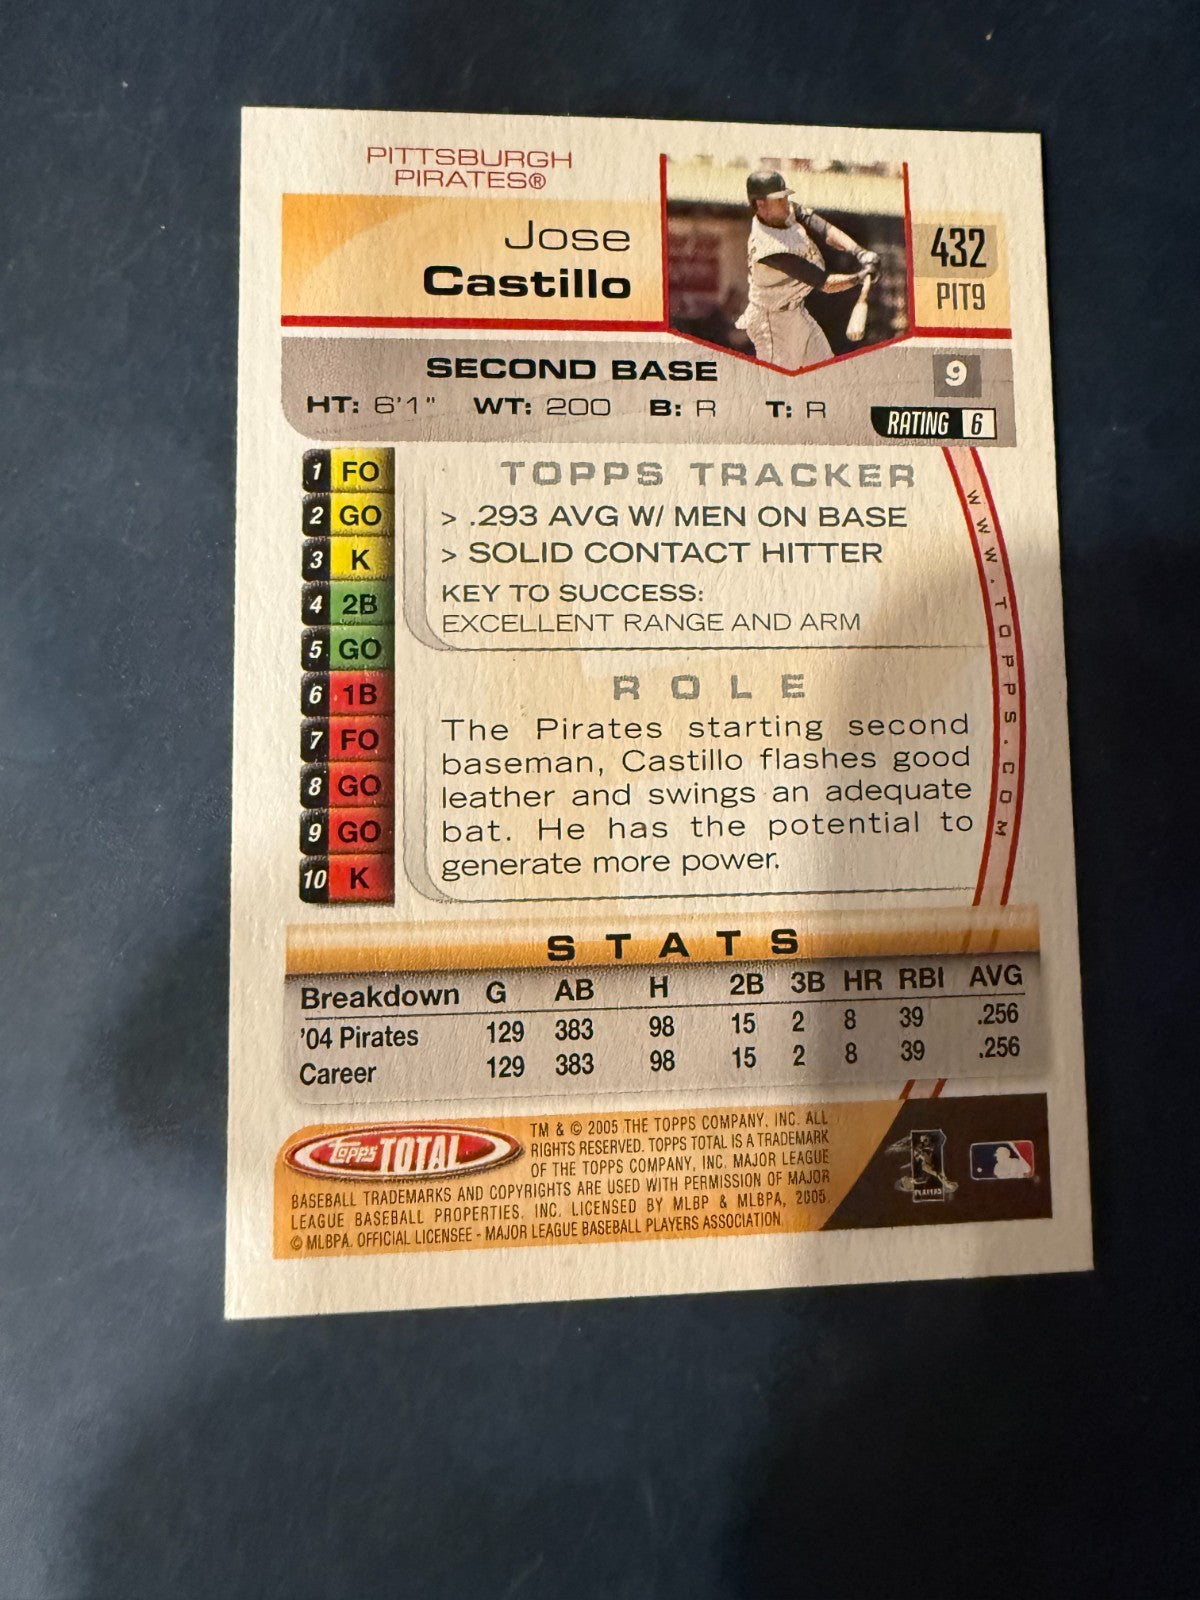 PITTSBURGH
PIRATES®
Jose
Castillo
432
PIT9
SECOND BASE
9
HT: 6'1" WT: 200 B: R T: R
RATING 6
1 FO
2 GO
3 K
4 2B
5 GO
6 1B
7 FO
8 GO
9 GO
10 K
TOPPS TRACKER
> .293 AVG W/ MEN ON BASE
> SOLID CONTACT HITTER
KEY TO SUCCESS:
EXCELLENT RANGE AND ARM
ROLE
The Pirates starting second
baseman, Castillo flashes good
leather and swings an adequate
bat. He has the potential to
generate more power.
WWW.TOPPS.COM
STATS
Breakdown G AB H 2B 3B HR RBI AVG
'04 Pirates 129 383 98 15 2 8 39 .256
Career 129 383 98 15 2 8 39 .256
Topps TOTAL
TM & © 2005 THE TOPPS COMPANY, INC. ALL
RIGHTS RESERVED. TOPPS TOTAL IS A TRADEMARK
OF THE TOPPS COMPANY, INC. MAJOR LEAGUE
BASEBALL TRADEMARKS AND COPYRIGHTS ARE USED WITH PERMISSION OF MAJOR
LEAGUE BASEBALL PROPERTIES, INC. LICENSED BY MLBP & MLBPA, 2005.
© MLBPA. OFFICIAL LICENSEE - MAJOR LEAGUE BASEBALL PLAYERS ASSOCIATION
PLAYERS